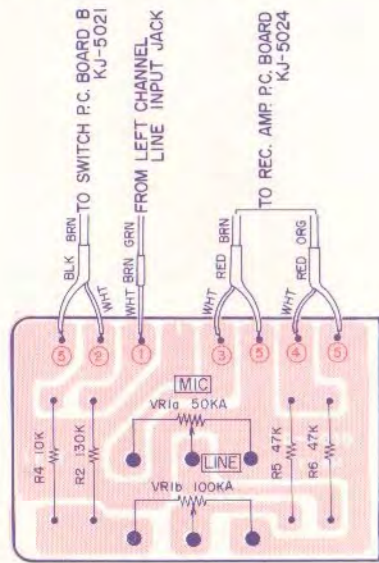 TO SWITCH P.C. BOARD B
KJ-5021
FROM LEFT CHANNEL
LINE INPUT JACK
TO REC. AMP. P.C. BOARD
KJ-5024
BLK
BRN
WHT
WHT
BRN
GRN
WHT
RED
BRN
WHT
RED
ORG
5
2
1
3
5
4
5
R4 10K
R2 130K
MIC
VR1a 50KA
LINE
VR1b 100KA
R5 47K
R6 47K